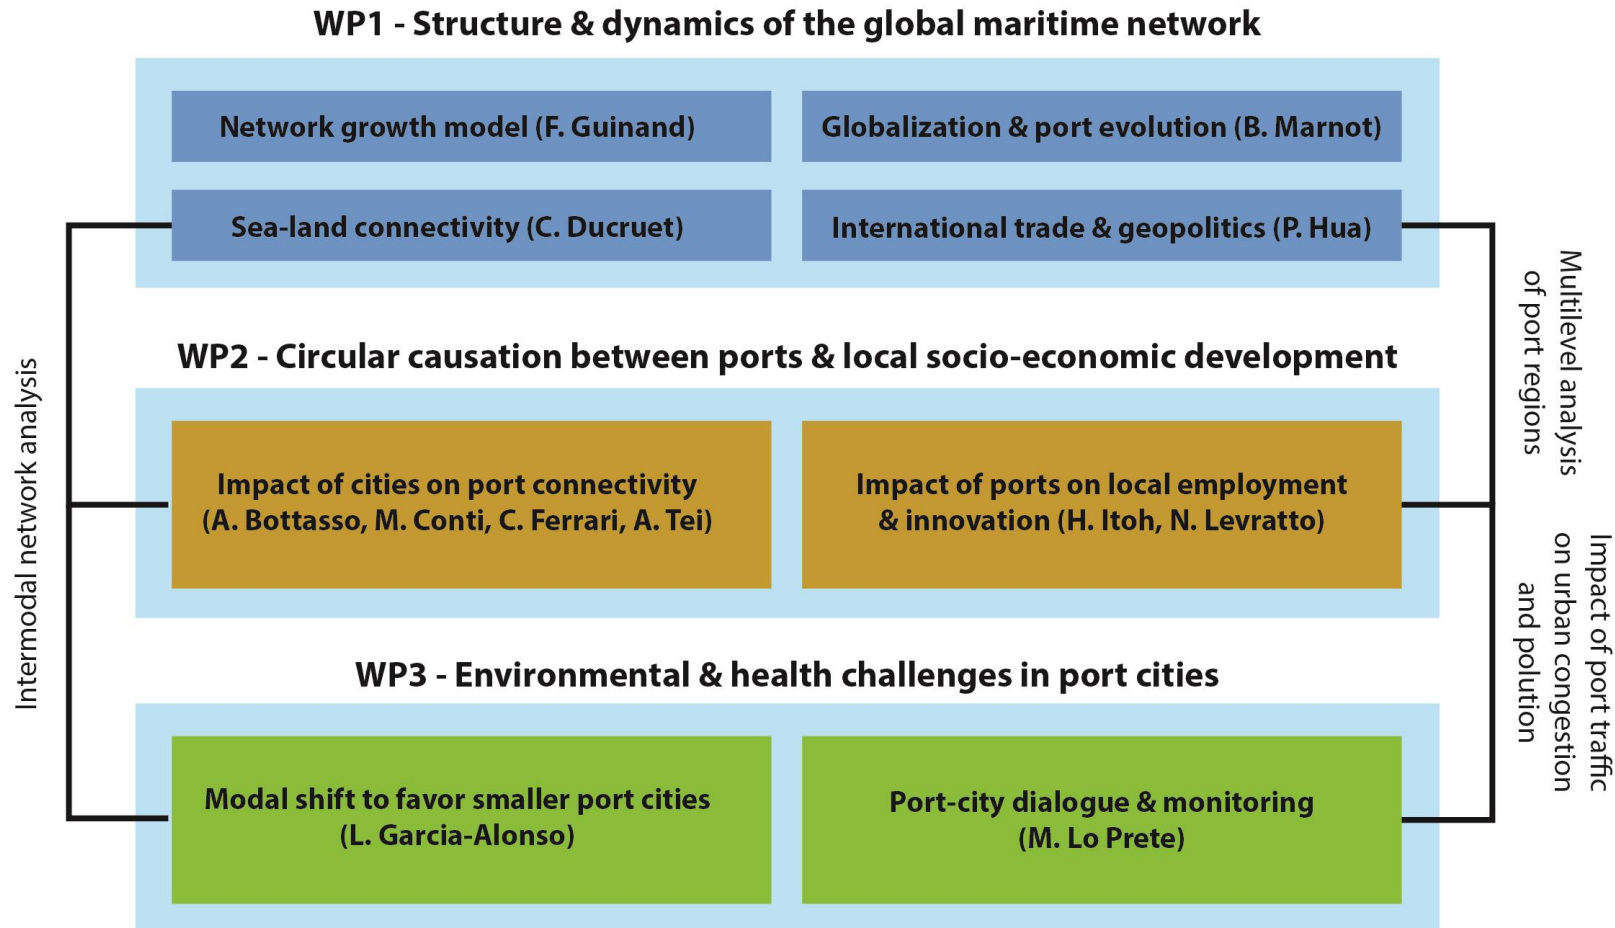 WP1 - Structure & dynamics of the global maritime network
Network growth model (F. Guinand)
Globalization & port evolution (B. Marnot)
Sea-land connectivity (C. Ducruet)
International trade & geopolitics (P. Hua)
Intermodal network analysis
Multilevel analysis
of port regions
WP2 - Circular causation between ports & local socio-economic development
Impact of cities on port connectivity
(A. Bottasso, M. Conti, C. Ferrari, A. Tei)
Impact of ports on local employment
& innovation (H. Itoh, N. Levratto)
Impact of port traffic
on urban congestion
and polution
WP3 - Environmental & health challenges in port cities
Modal shift to favor smaller port cities
(L. Garcia-Alonso)
Port-city dialogue & monitoring
(M. Lo Prete)